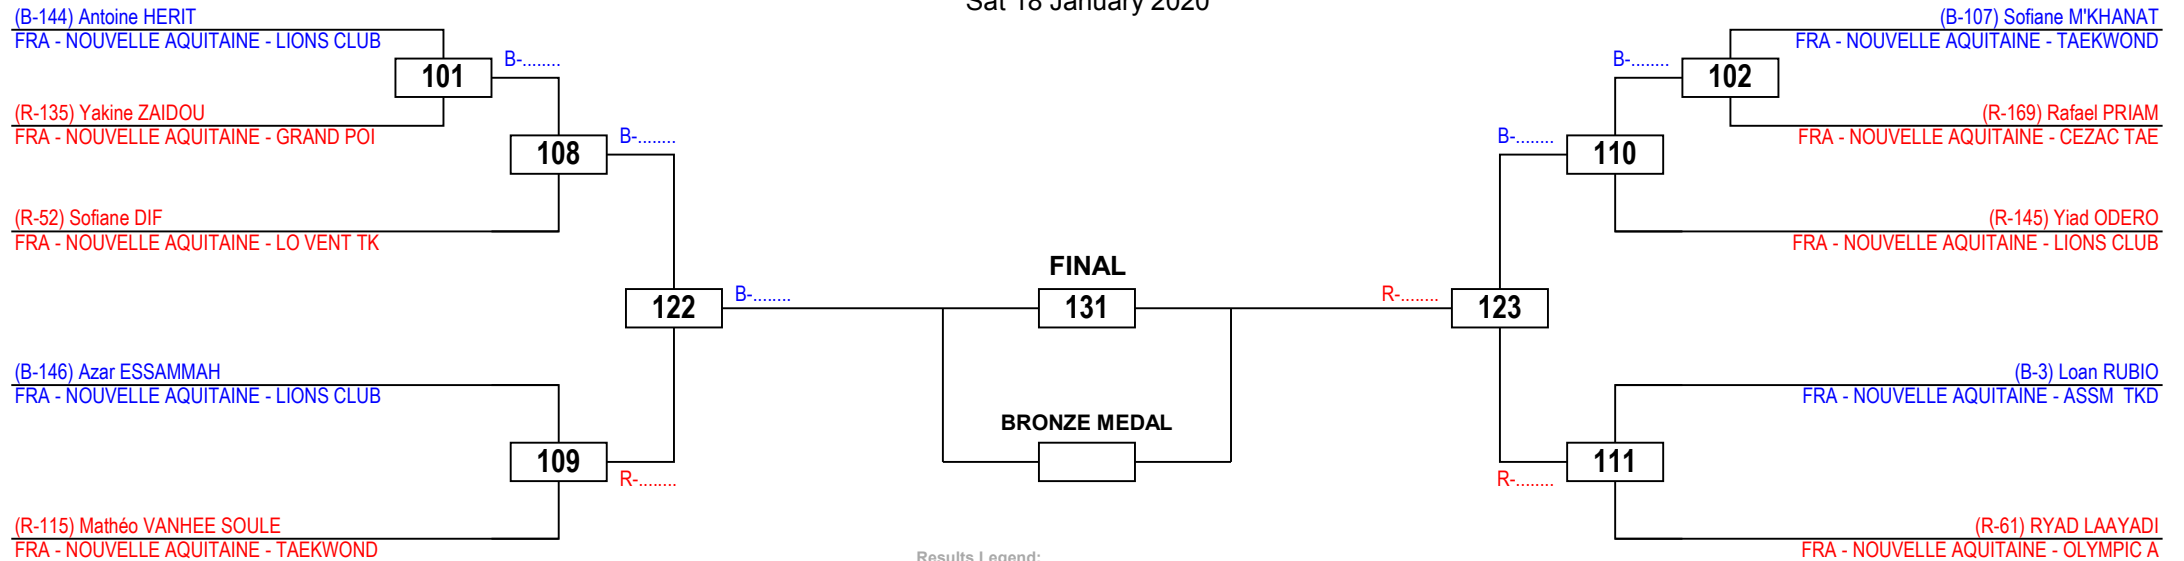 Sat 18 January 2020
(B-144) Antoine HERIT
FRA - NOUVELLE AQUITAINE - LIONS CLUB
101
B-........
(R-135) Yakine ZAIDOU
FRA - NOUVELLE AQUITAINE - GRAND POI
108
B-........
(R-52) Sofiane DIF
FRA - NOUVELLE AQUITAINE - LO VENT TK
122
B-........
(B-146) Azar ESSAMMAH
FRA - NOUVELLE AQUITAINE - LIONS CLUB
109
R-........
(R-115) Mathéo VANHEE SOULE
FRA - NOUVELLE AQUITAINE - TAEKWOND
FINAL
131
BRONZE MEDAL
(B-107) Sofiane M'KHANAT
FRA - NOUVELLE AQUITAINE - TAEKWOND
B-........
102
(R-169) Rafael PRIAM
FRA - NOUVELLE AQUITAINE - CEZAC TAE
B-........
110
(R-145) Yiad ODERO
FRA - NOUVELLE AQUITAINE - LIONS CLUB
R-........
123
(B-3) Loan RUBIO
FRA - NOUVELLE AQUITAINE - ASSM  TKD
R-........
111
(R-61) RYAD LAAYADI
FRA - NOUVELLE AQUITAINE - OLYMPIC A
Results Legend: